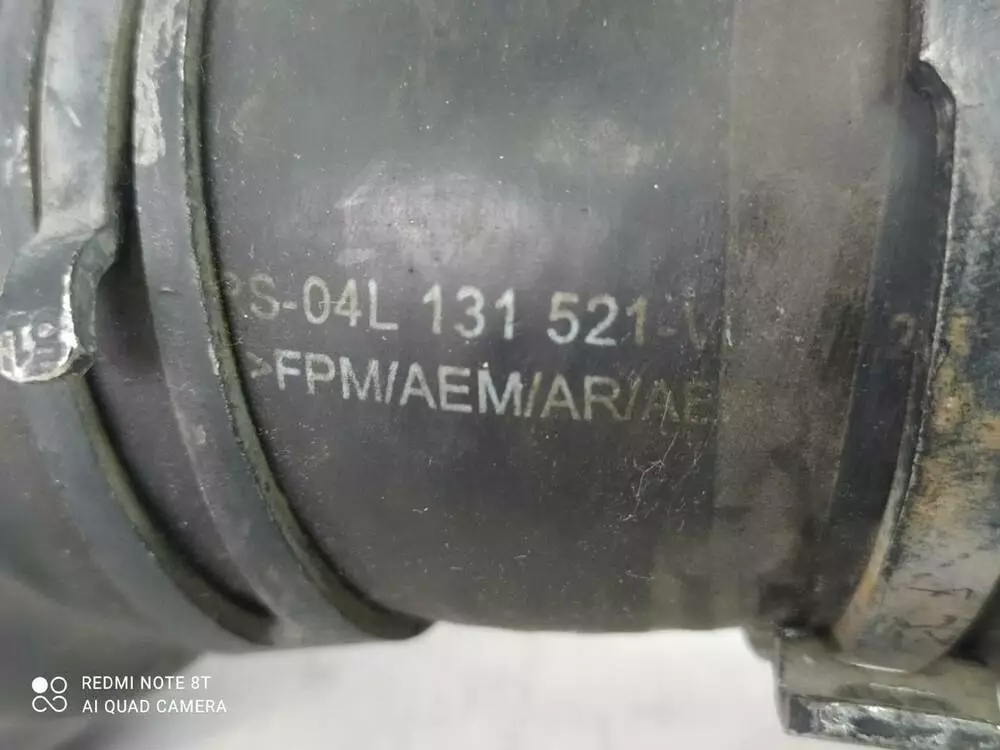 S-04L 131 521-
>FPM/AEM/AR/AE
REDMI NOTE 8T
AI QUAD CAMERA